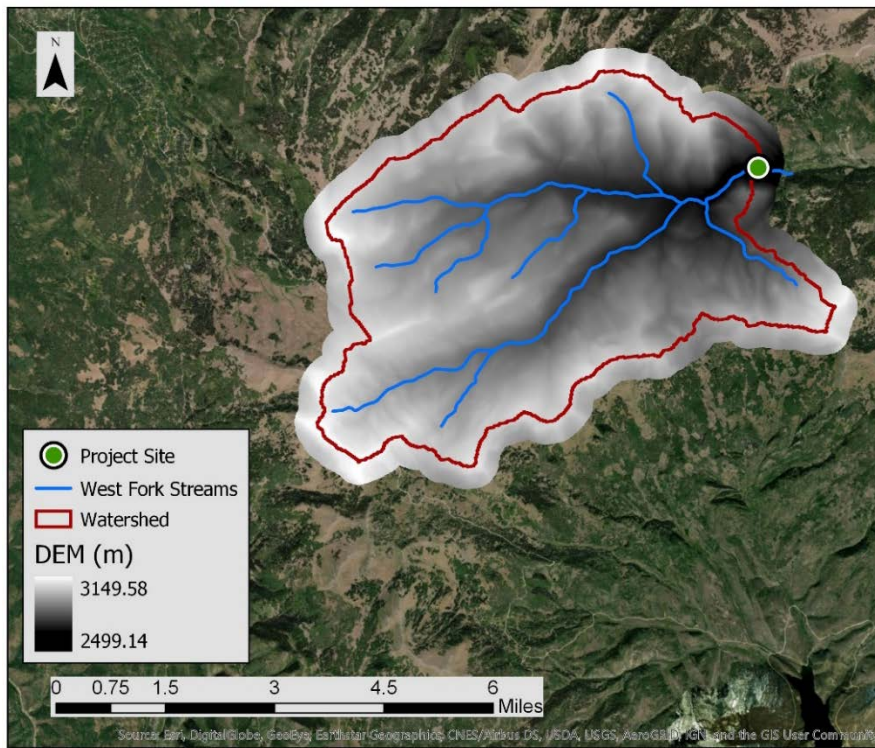 N
Project Site
West Fork Streams
Watershed
DEM (m)
3149.58
2499.14
0 0.75 1.5 3 4.5 6
Miles
Source: Esri, DigitalGlobe, GeoEye, Earthstar Geographics, CNES/Airbus DS, USDA, USGS, AeroGRID, IGN, and the GIS User Community